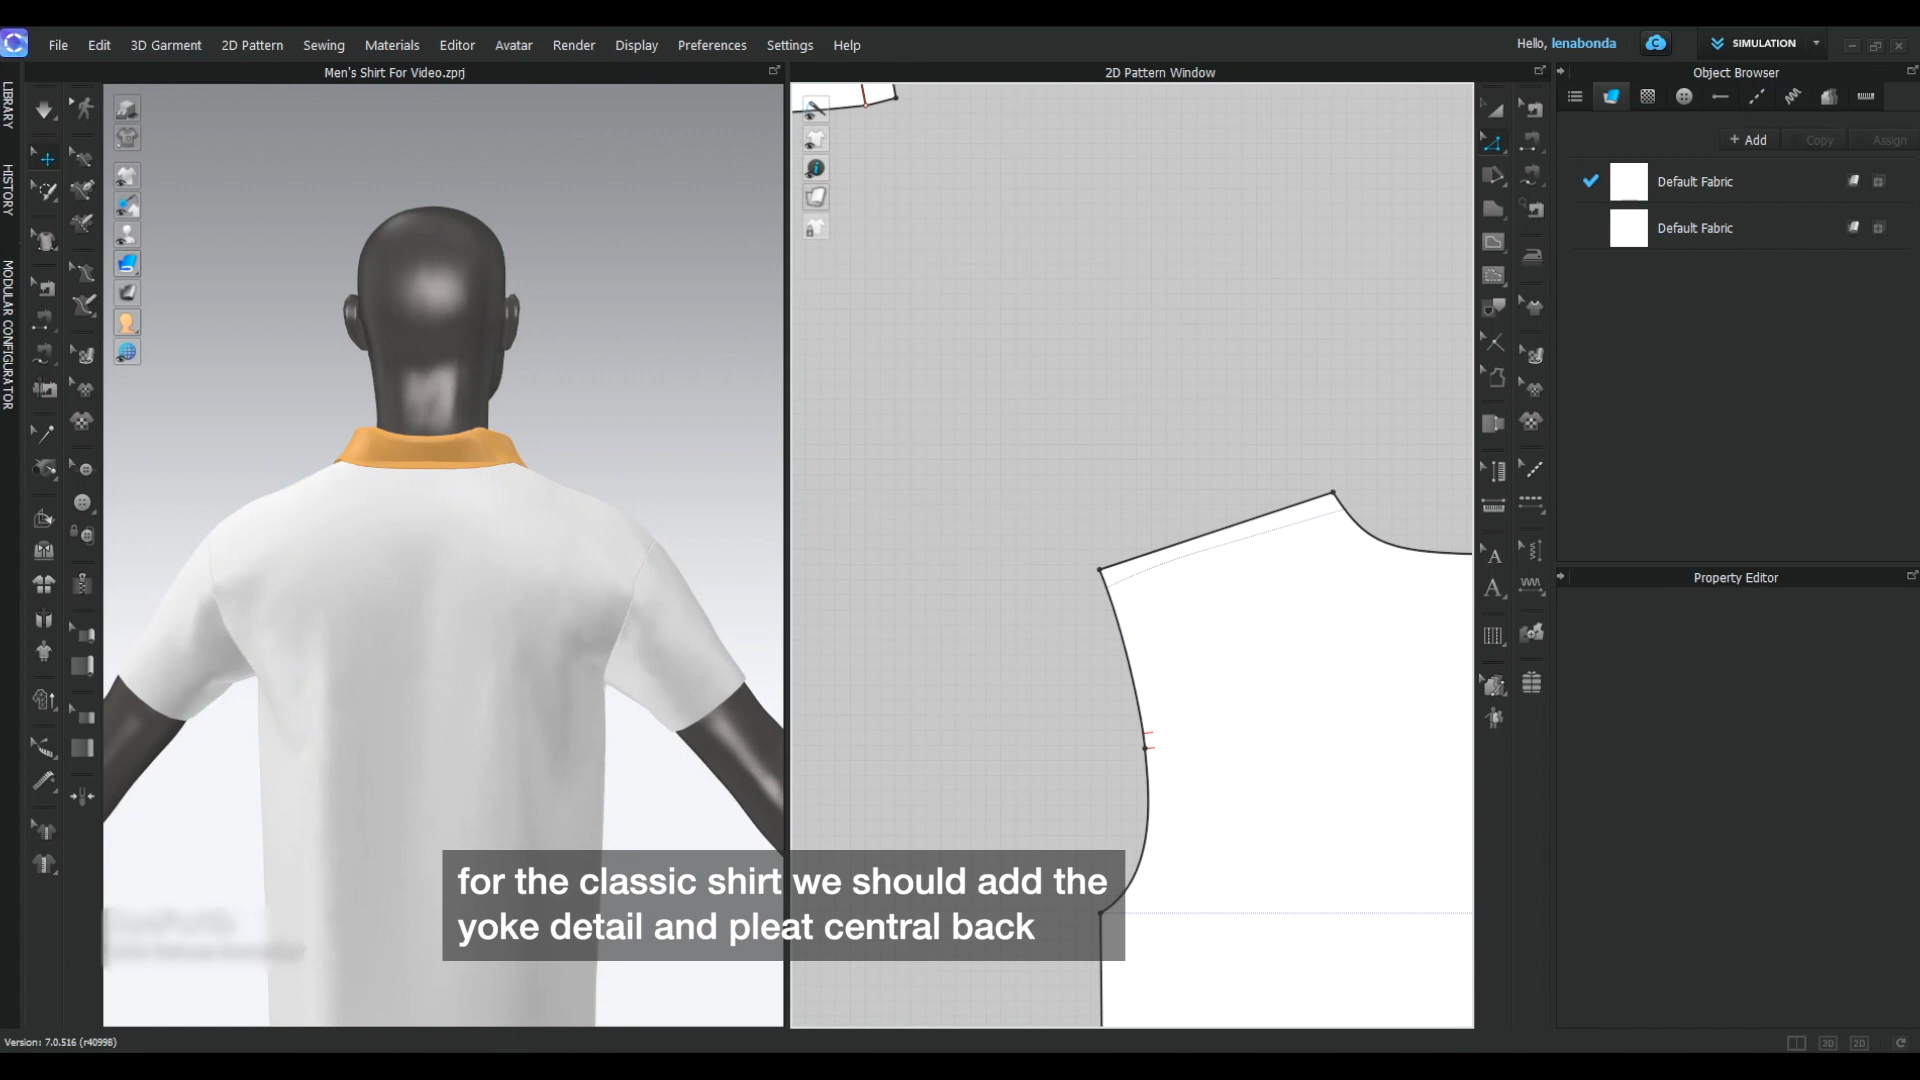 File Edit 3D Garment 2D Pattern Sewing Materials Editor Avatar Render Display Preferences Settings Help
Hello, lenabonda
SIMULATION
Men's Shirt For Video.zprj
2D Pattern Window
Object Browser
LIBRARY
HISTORY
MODULAR CONFIGURATOR
+ Add
Copy
Assign
Default Fabric
Default Fabric
Property Editor
for the classic shirt we should add the
yoke detail and pleat central back
Version: 7.0.516 (r40998)
3D
2D